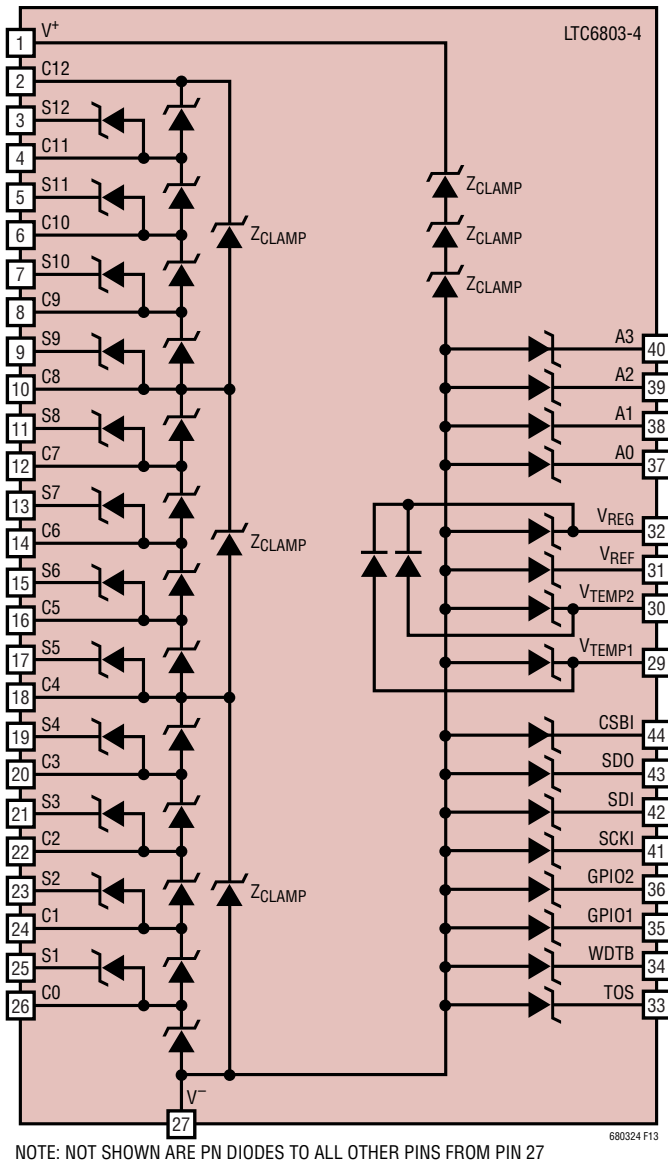 LTC6803-4
1 V+
2 C12
3 S12
4 C11
5 S11
6 C10
7 S10
8 C9
9 S9
10 C8
11 S8
12 C7
13 S7
14 C6
15 S6
16 C5
17 S5
18 C4
19 S4
20 C3
21 S3
22 C2
23 S2
24 C1
25 S1
26 C0
V−
27
ZCLAMP
ZCLAMP
ZCLAMP
ZCLAMP
ZCLAMP
ZCLAMP
A3 40
A2 39
A1 38
A0 37
VREG 32
VREF 31
VTEMP2 30
VTEMP1 29
CSBI 44
SDO 43
SDI 42
SCKI 41
GPIO2 36
GPIO1 35
WDTB 34
TOS 33
680324 F13
NOTE: NOT SHOWN ARE PN DIODES TO ALL OTHER PINS FROM PIN 27